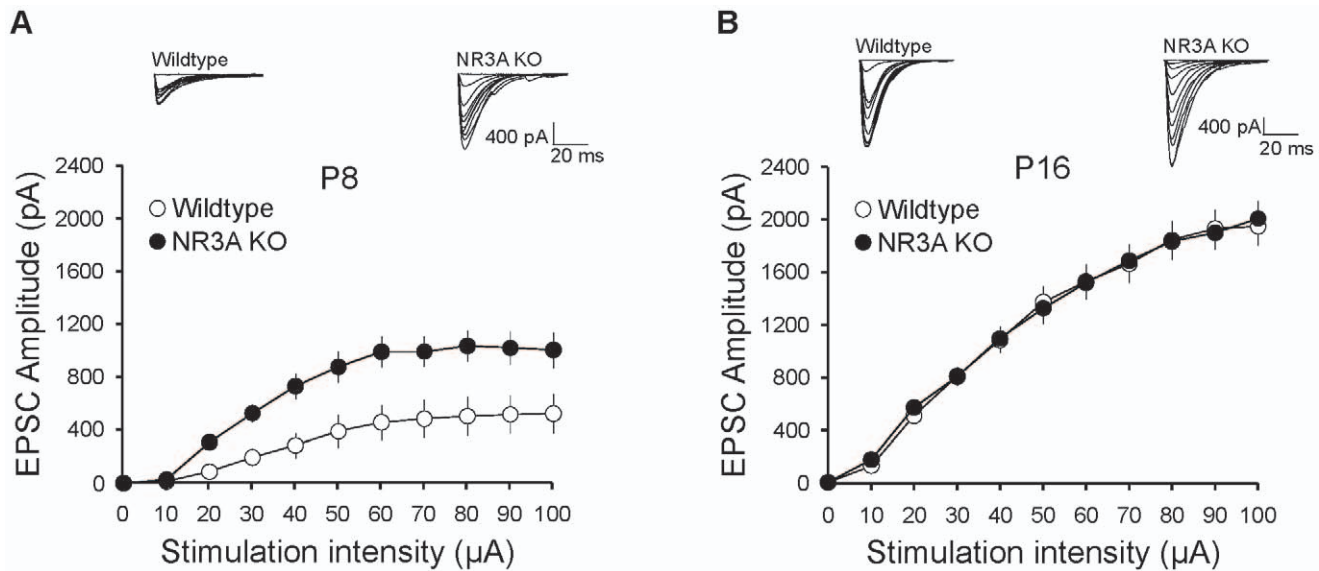 A
Wildtype
NR3A KO
400 pA
20 ms
P8
Wildtype
NR3A KO
EPSC Amplitude (pA)
2400
2000
1600
1200
800
400
0
0 10 20 30 40 50 60 70 80 90 100
Stimulation intensity (µA)
B
Wildtype
NR3A KO
400 pA
20 ms
P16
Wildtype
NR3A KO
EPSC Amplitude (pA)
2400
2000
1600
1200
800
400
0
0 10 20 30 40 50 60 70 80 90 100
Stimulation intensity (µA)